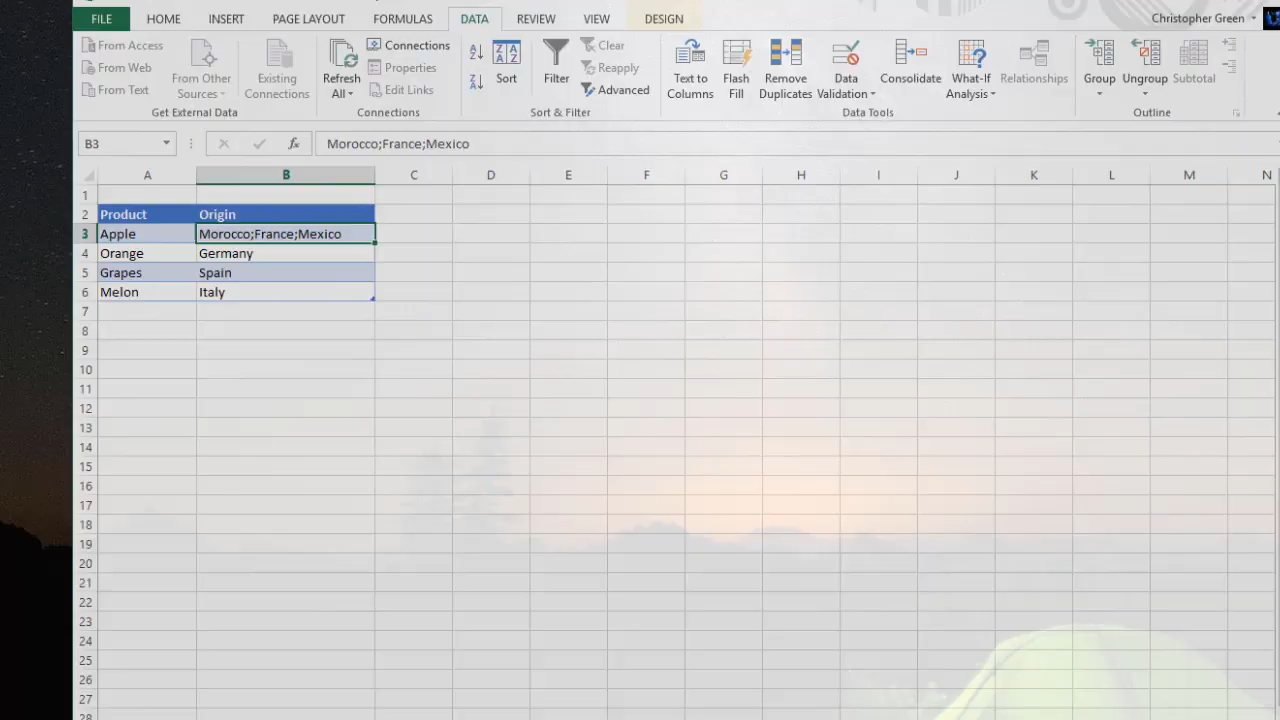 FILE HOME INSERT PAGE LAYOUT FORMULAS DATA REVIEW VIEW DESIGN Christopher Green
From Access
From Web
From Text
From Other Sources
Existing Connections
Get External Data
Refresh All
Connections
Properties
Edit Links
Connections
Sort
Filter
Clear
Reapply
Advanced
Sort & Filter
Text to Columns
Flash Fill
Remove Duplicates
Data Validation
Consolidate
What-If Analysis
Relationships
Data Tools
Group
Ungroup
Subtotal
Outline
B3 fx Morocco;France;Mexico
A B C D E F G H I J K L M N
1
2 Product Origin
3 Apple Morocco;France;Mexico
4 Orange Germany
5 Grapes Spain
6 Melon Italy
7
8
9
10
11
12
13
14
15
16
17
18
19
20
21
22
23
24
25
26
27
28